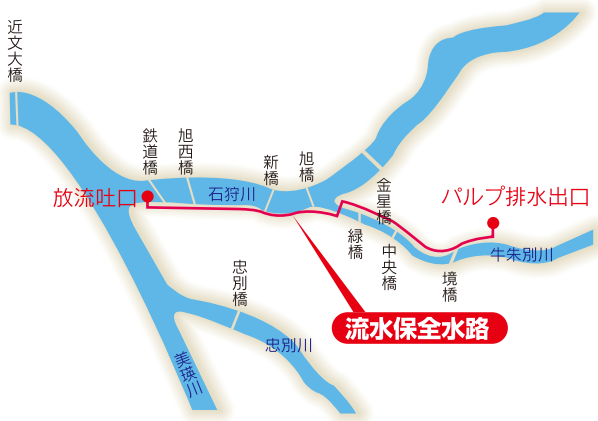 近文大橋
鉄道橋
旭西橋
新橋
旭橋
石狩川
放流吐口
金星橋
パルプ排水出口
緑橋
中央橋
牛朱別川
境橋
忠別橋
忠別川
流水保全水路
美瑛川